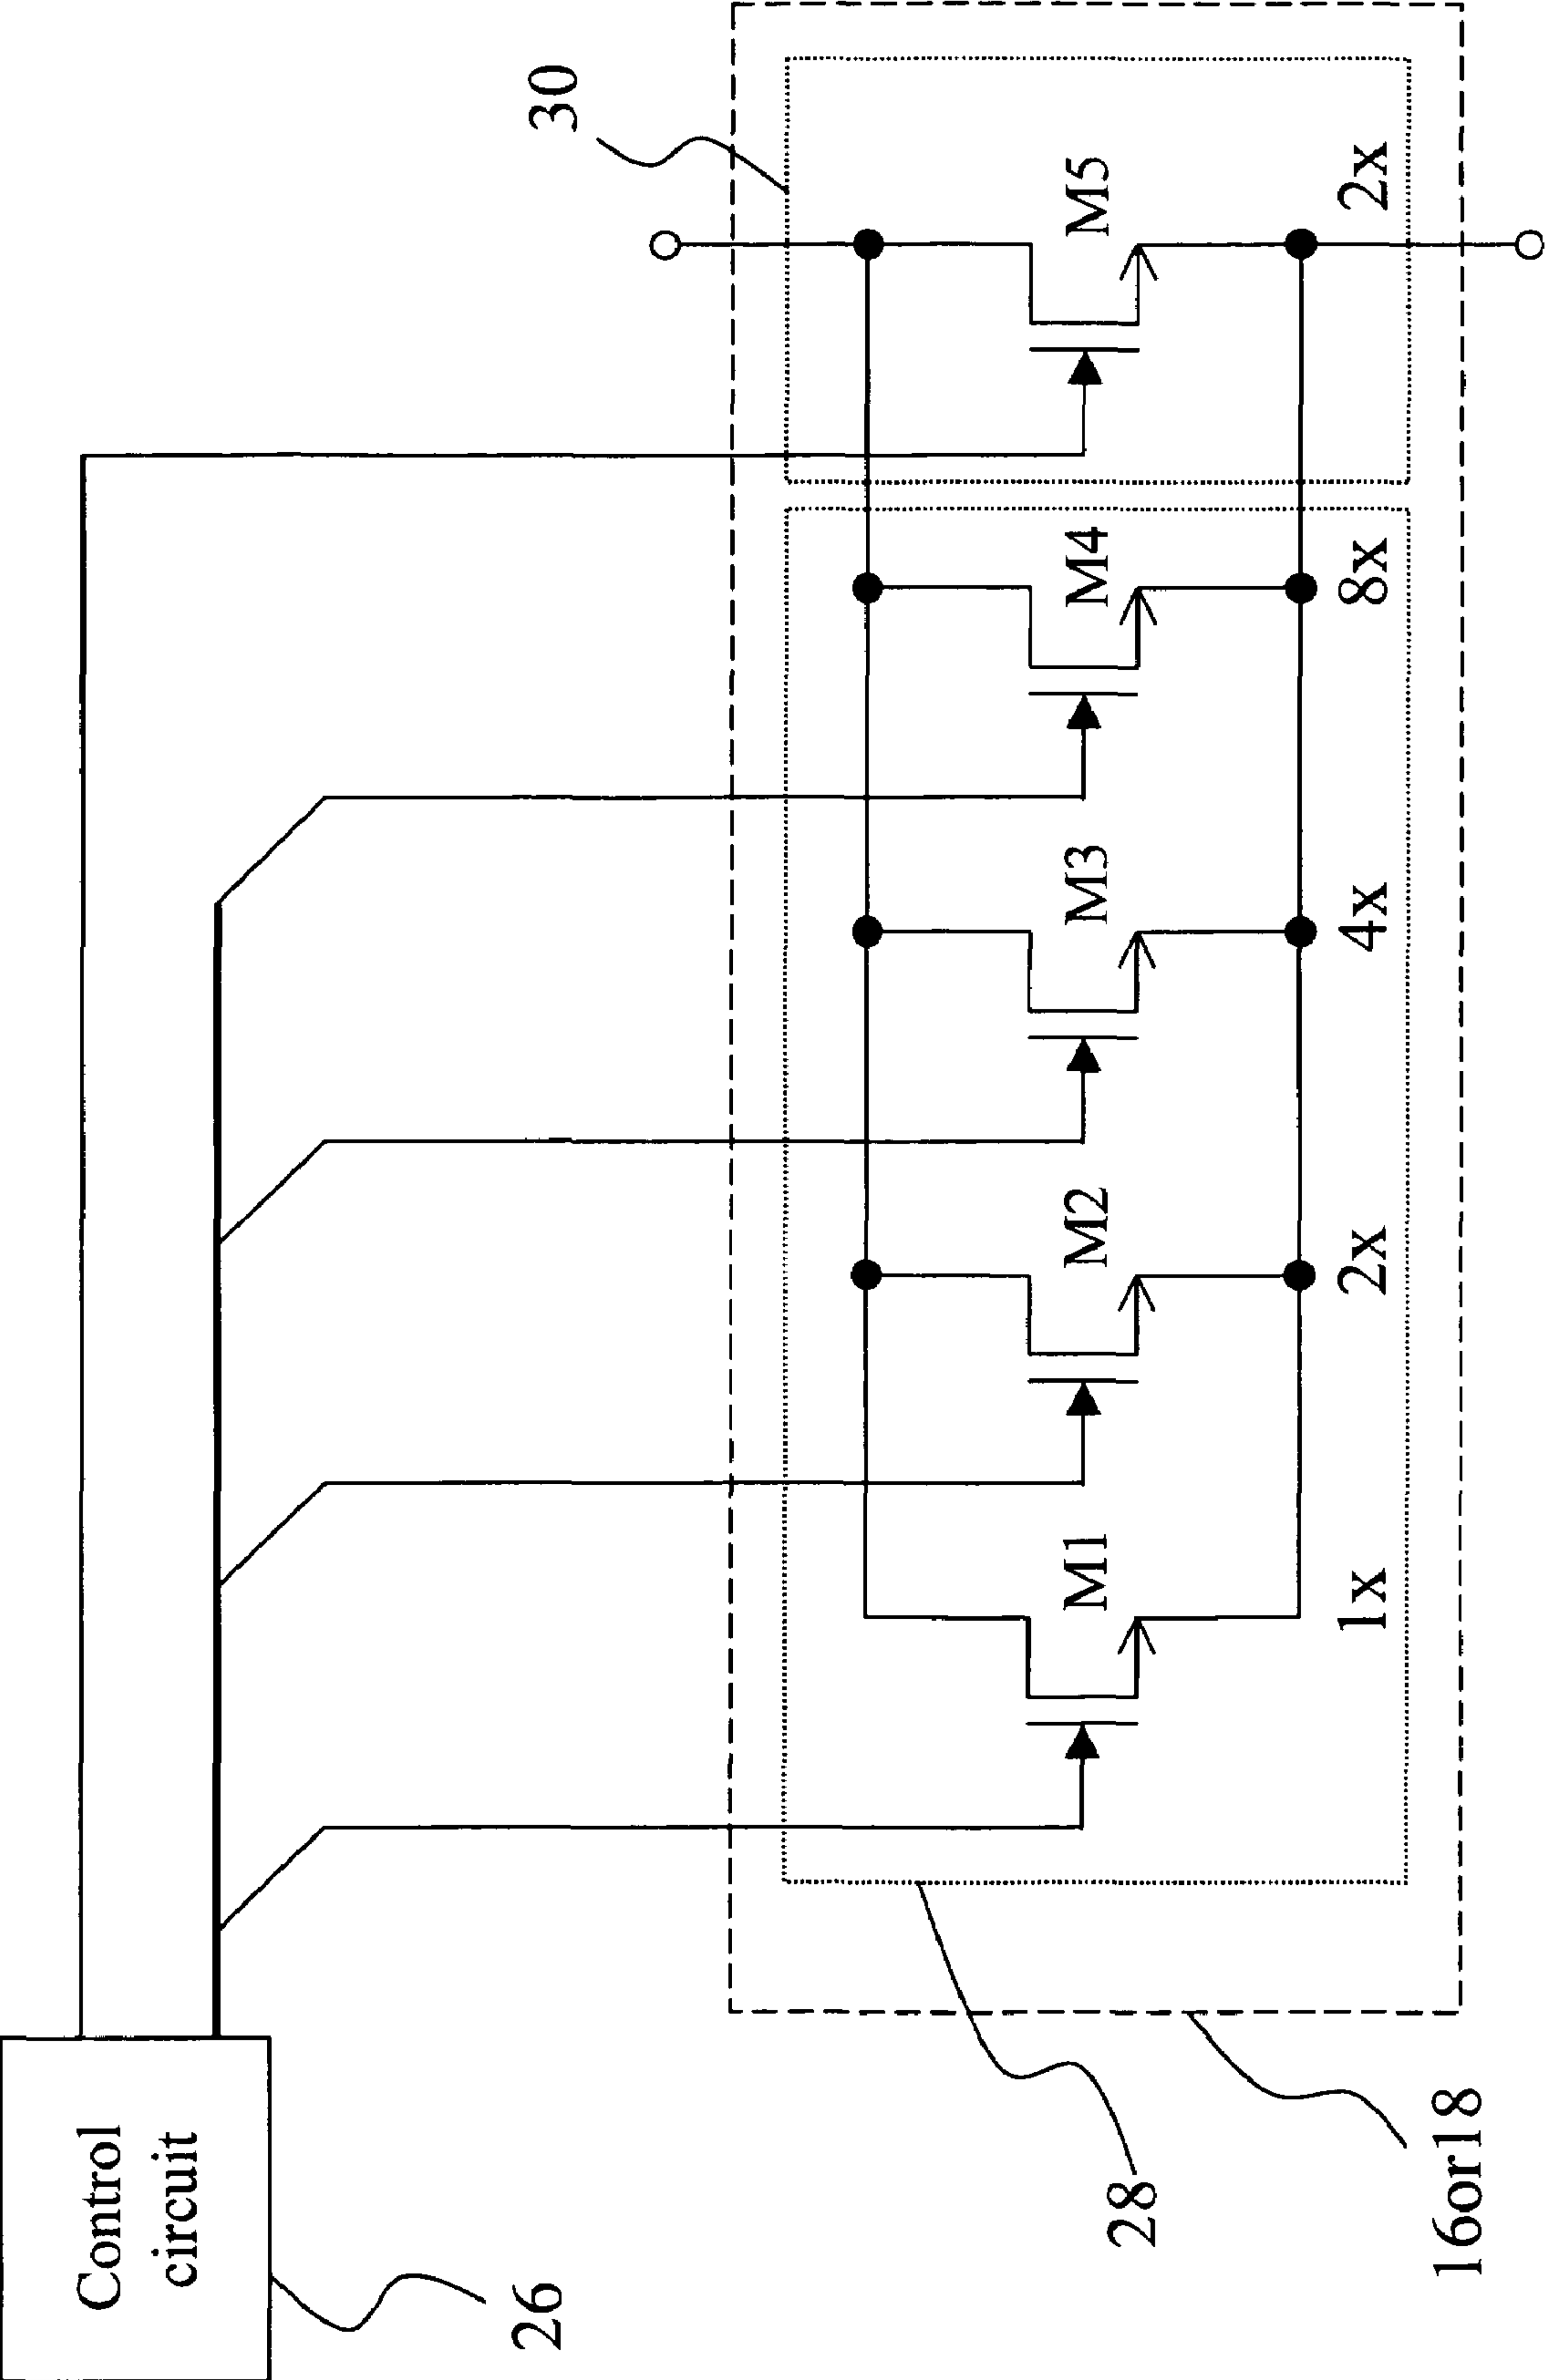 Control
circuit
26
30
M1
M2
M3
M4
M5
1x
2x
4x
8x
2x
28
16or18